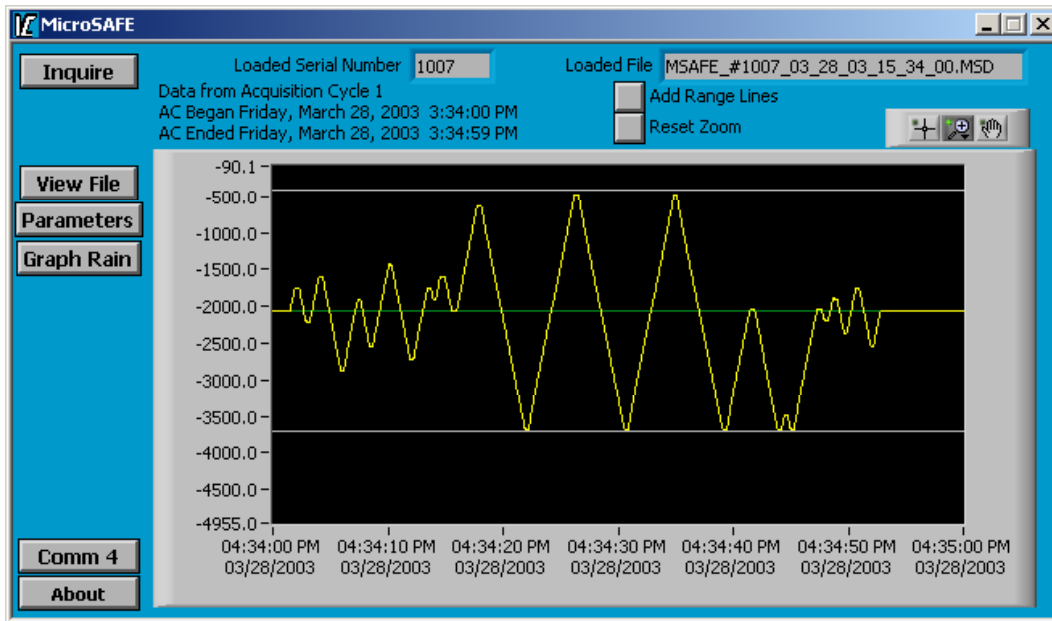 MicroSAFE
Inquire
Loaded Serial Number 1007
Loaded File MSAFE_#1007_03_28_03_15_34_00.MSD
Data from Acquisition Cycle 1
AC Began Friday, March 28, 2003 3:34:00 PM
AC Ended Friday, March 28, 2003 3:34:59 PM
Add Range Lines
Reset Zoom
View File
Parameters
Graph Rain
-90.1
-500.0
-1000.0
-1500.0
-2000.0
-2500.0
-3000.0
-3500.0
-4000.0
-4500.0
-4955.0
04:34:00 PM 04:34:10 PM 04:34:20 PM 04:34:30 PM 04:34:40 PM 04:34:50 PM 04:35:00 PM
03/28/2003 03/28/2003 03/28/2003 03/28/2003 03/28/2003 03/28/2003 03/28/2003
Comm 4
About